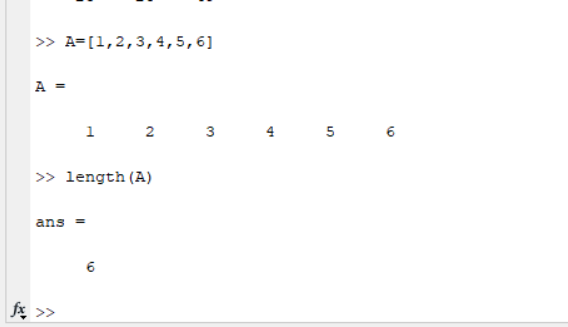 >> A=[1,2,3,4,5,6]
A =
1 2 3 4 5 6
>> length(A)
ans =
6
fx >>